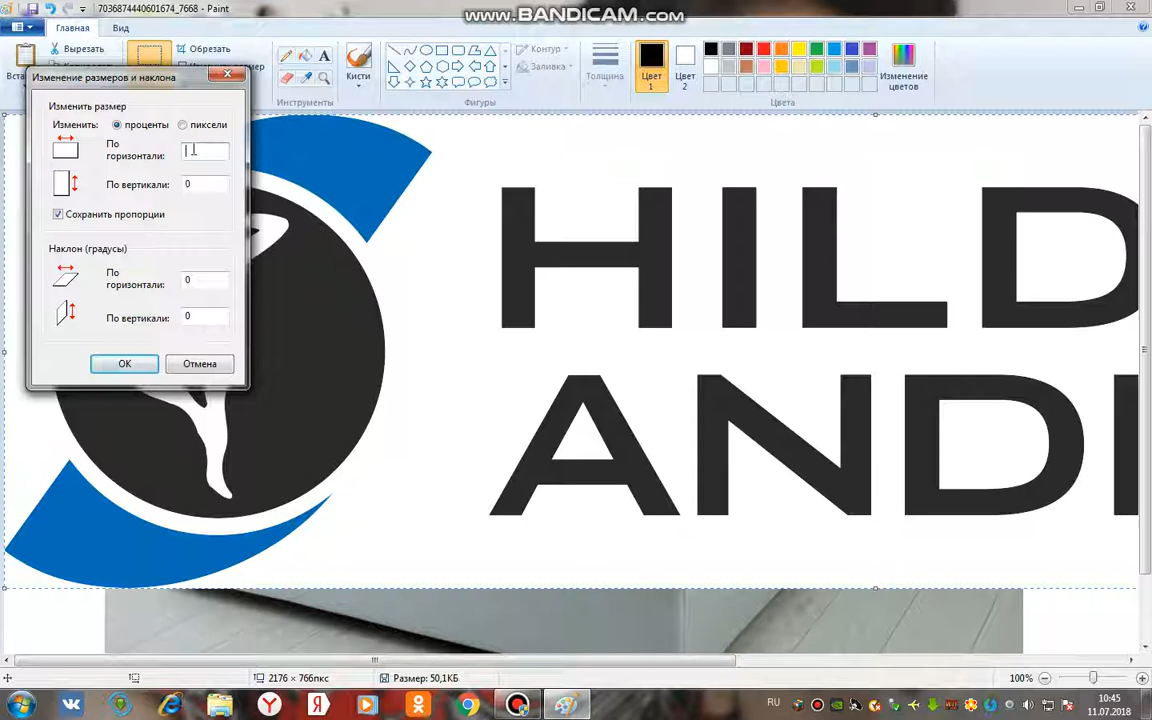 7036874440601674_7668 - Paint
www.BANDICAM.com
Главная
Вид
Вырезать
Обрезать
Кисти
Инструменты
Контур
Заливка
Фигуры
Толщина
Цвет 1
Цвет 2
Изменение цветов
Цвета
Изменение размеров и наклона
Изменить размер
Изменить: проценты пиксели
По горизонтали:
По вертикали: 0
Сохранить пропорции
Наклон (градусы)
По горизонтали: 0
По вертикали: 0
ОК Отмена
HILD
AND
2176 × 766пкс
Размер: 50,1КБ
100%
RU
10:45
11.07.2018